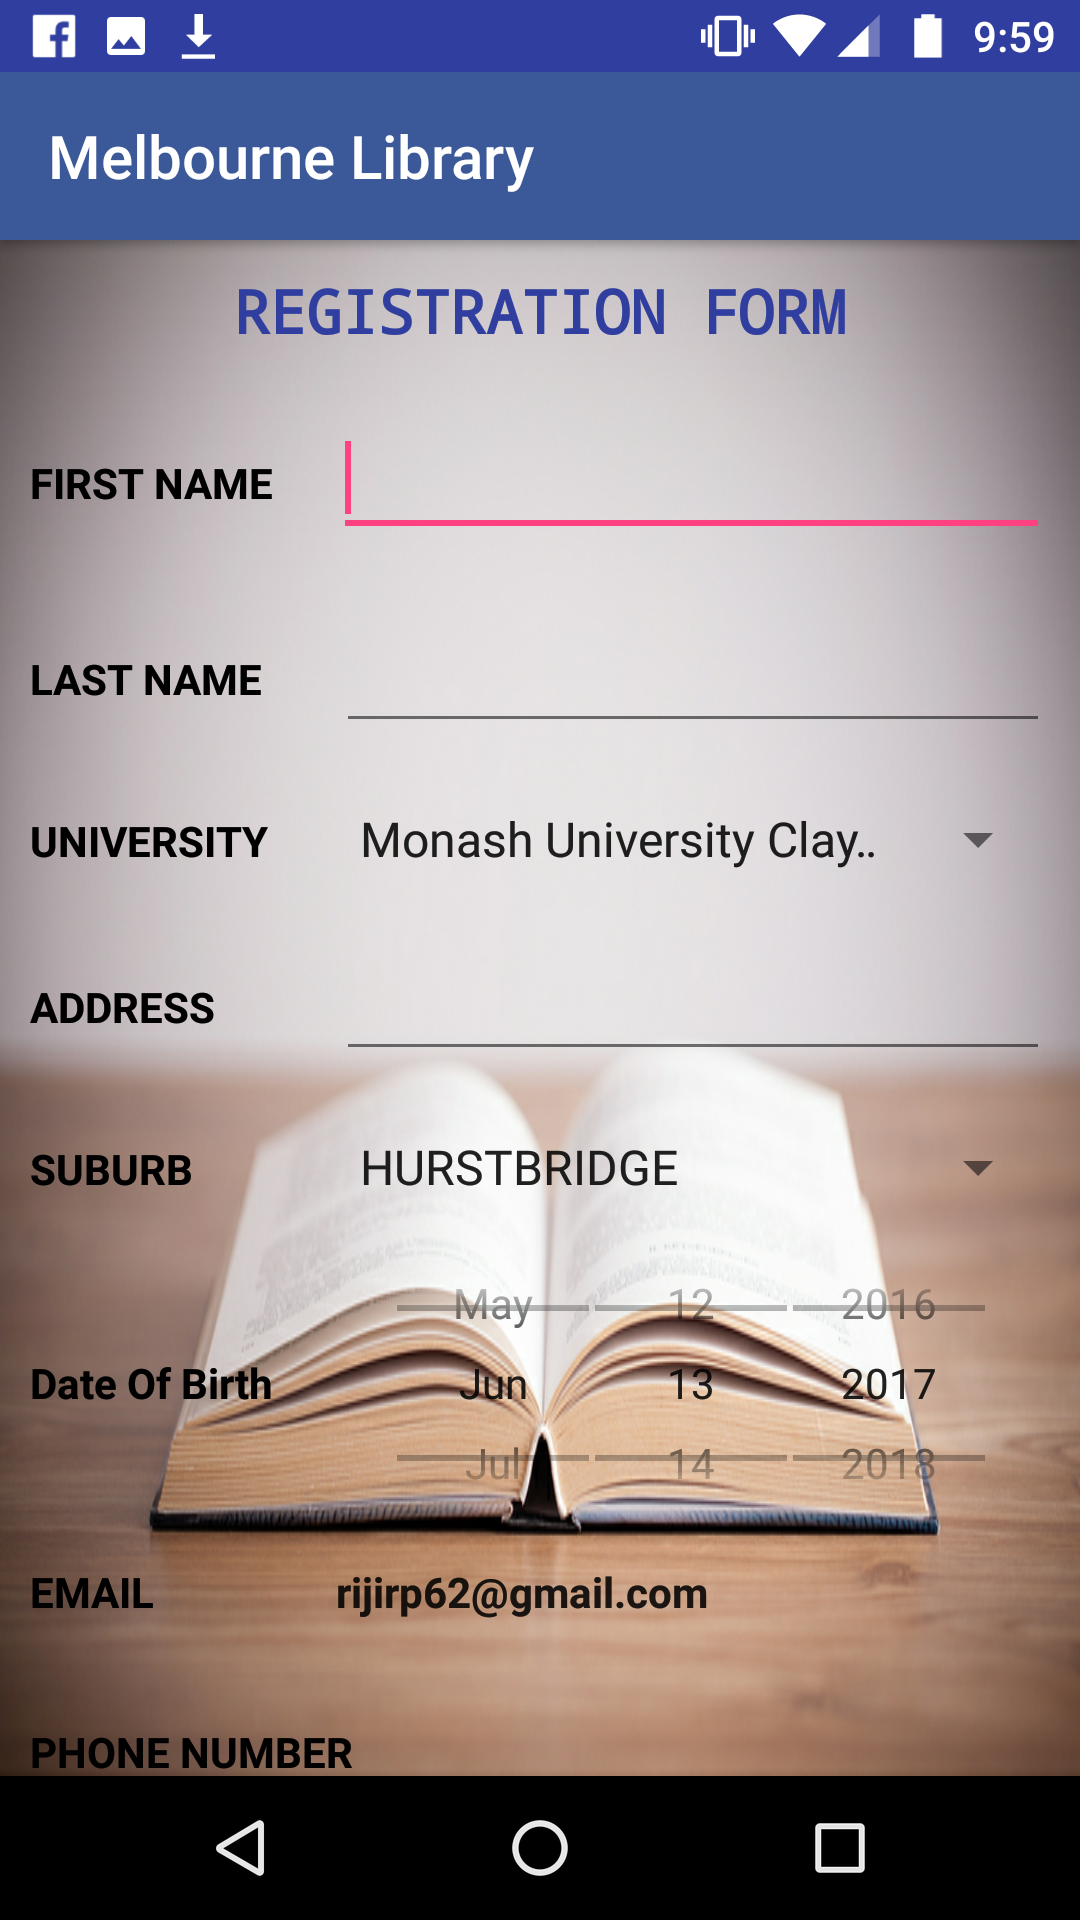 9:59
Melbourne Library
REGISTRATION FORM
FIRST NAME
LAST NAME
UNIVERSITY Monash University Clay..
ADDRESS
SUBURB HURSTBRIDGE
May 12 2016
Date Of Birth Jun 13 2017
Jul 14 2018
EMAIL rijirp62@gmail.com
PHONE NUMBER